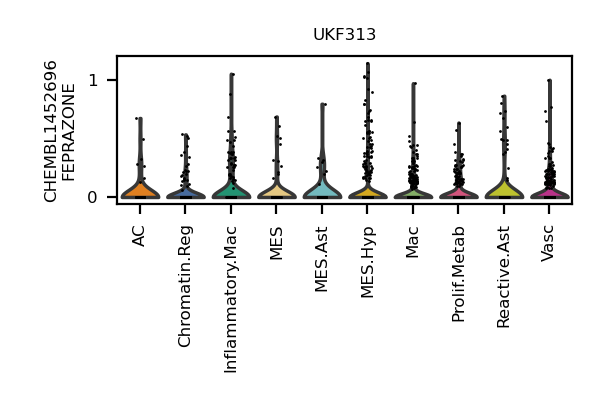 UKF313
CHEMBL1452696
FEPRAZONE
1
0
AC
Chromatin.Reg
Inflammatory.Mac
MES
MES.Ast
MES.Hyp
Mac
Prolif.Metab
Reactive.Ast
Vasc